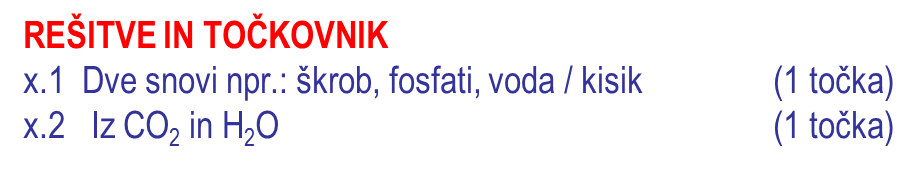 REŠITVE IN TOČKOVNIK
x.1 Dve snovi npr.: škrob, fosfati, voda / kisik (1 točka)
x.2 Iz CO₂ in H₂O (1 točka)